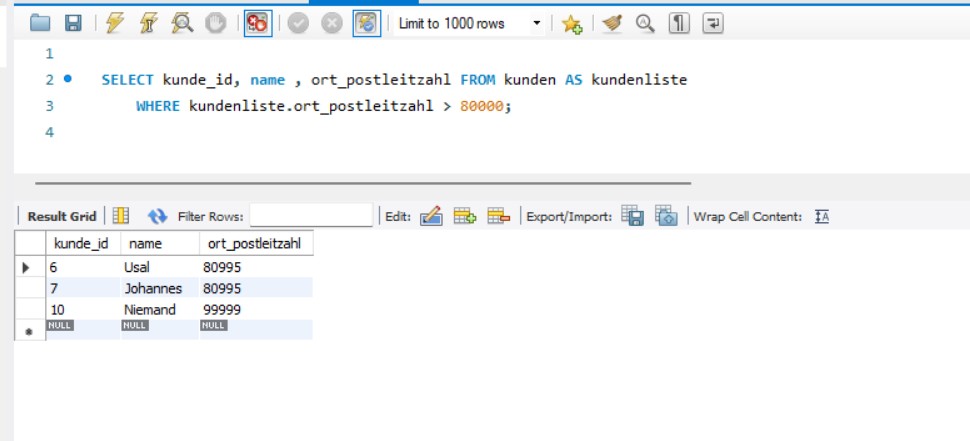 Limit to 1000 rows
1
2 SELECT kunde_id, name , ort_postleitzahl FROM kunden AS kundenliste
3 WHERE kundenliste.ort_postleitzahl > 80000;
4
Result Grid Filter Rows: Edit: Export/Import: Wrap Cell Content: IA
kunde_id name ort_postleitzahl
6 Usal 80995
7 Johannes 80995
10 Niemand 99999
NULL NULL NULL